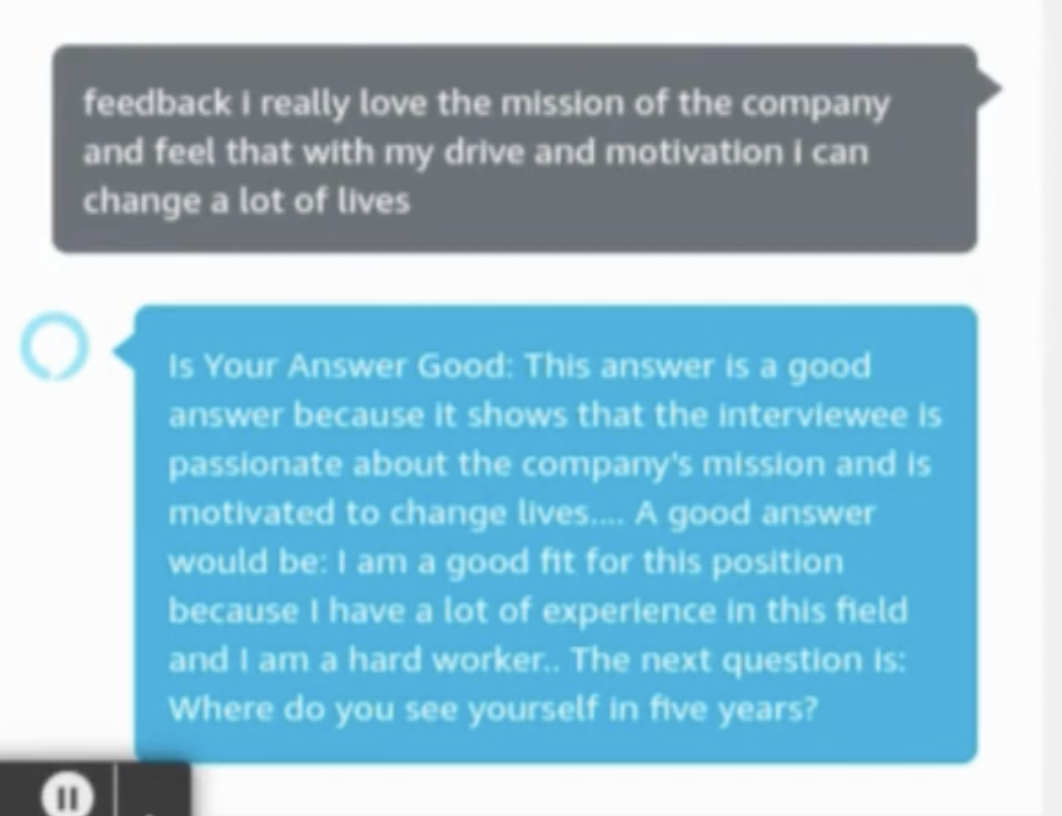 feedback i really love the mission of the company
and feel that with my drive and motivation i can
change a lot of lives
Is Your Answer Good: This answer is a good
answer because it shows that the interviewee is
passionate about the company's mission and is
motivated to change lives.... A good answer
would be: I am a good fit for this position
because I have a lot of experience in this field
and I am a hard worker.. The next question is:
Where do you see yourself in five years?